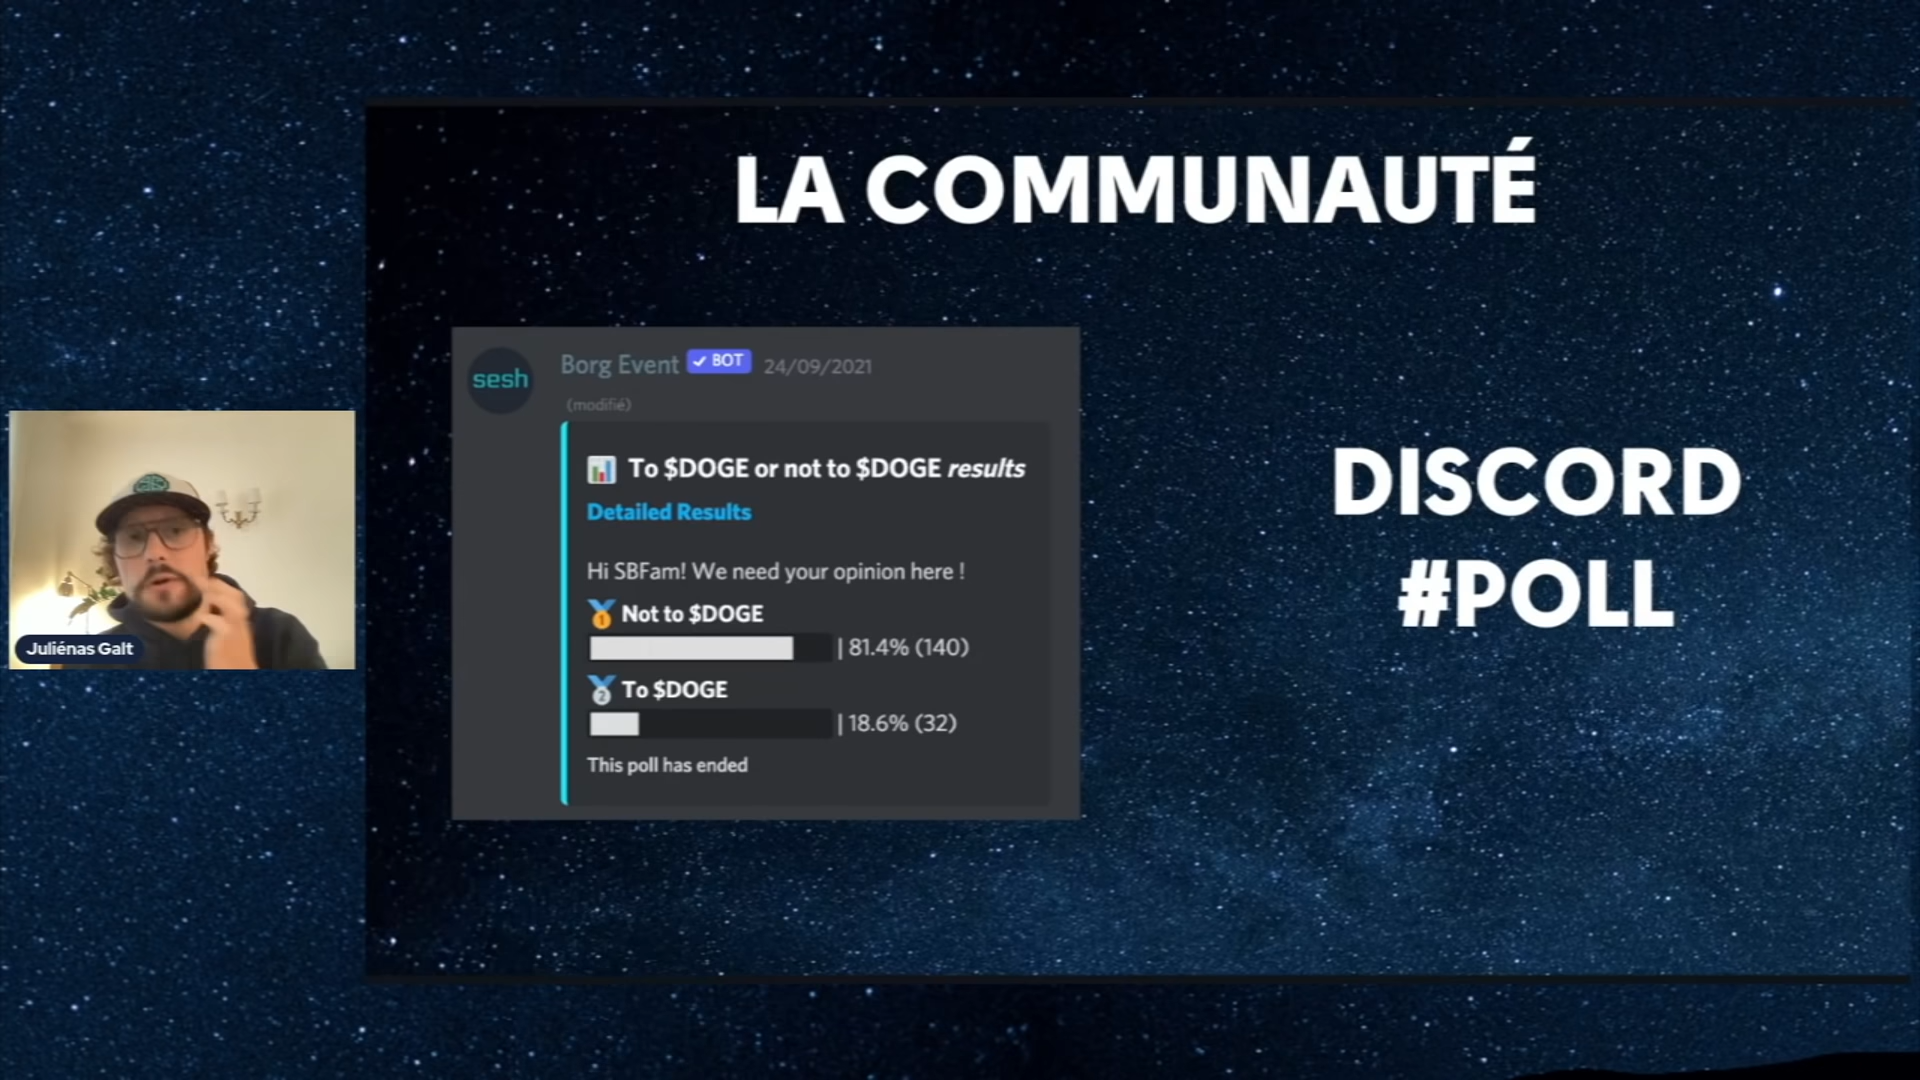 LA COMMUNAUTÉ
sesh
Borg Event ✓ BOT 24/09/2021
(modifié)
To $DOGE or not to $DOGE results
Detailed Results
Hi SBFam! We need your opinion here !
1 Not to $DOGE
| 81.4% (140)
2 To $DOGE
| 18.6% (32)
This poll has ended
DISCORD
#POLL
Juliénas Galt